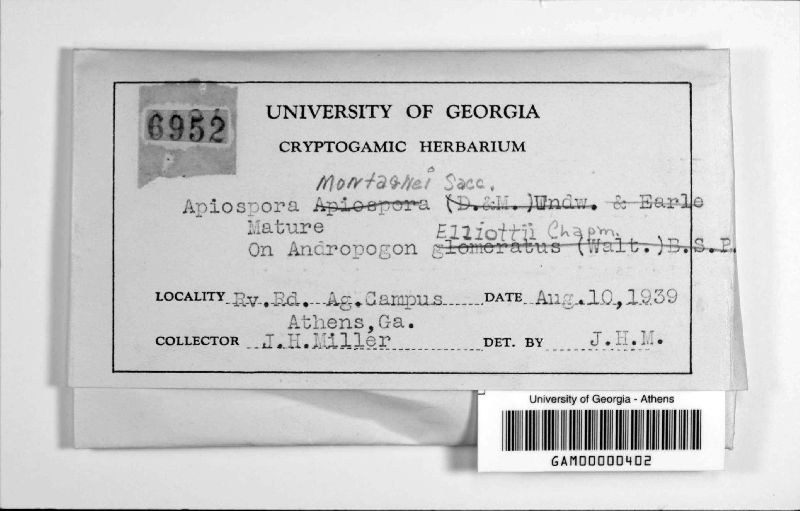 6952
UNIVERSITY OF GEORGIA
CRYPTOGAMIC HERBARIUM
Montagnei Sacc.
Apiospora Apiospora (D.&M.)Undw. & Earle
Mature
Elliottii Chapm.
On Andropogon glomeratus (Walt.)B.S.P.
LOCALITY Rv.Rd. Ag.Campus DATE Aug.10,1939
Athens,Ga.
COLLECTOR J.H.Miller DET. BY J.H.M.
University of Georgia - Athens
GAM00000402